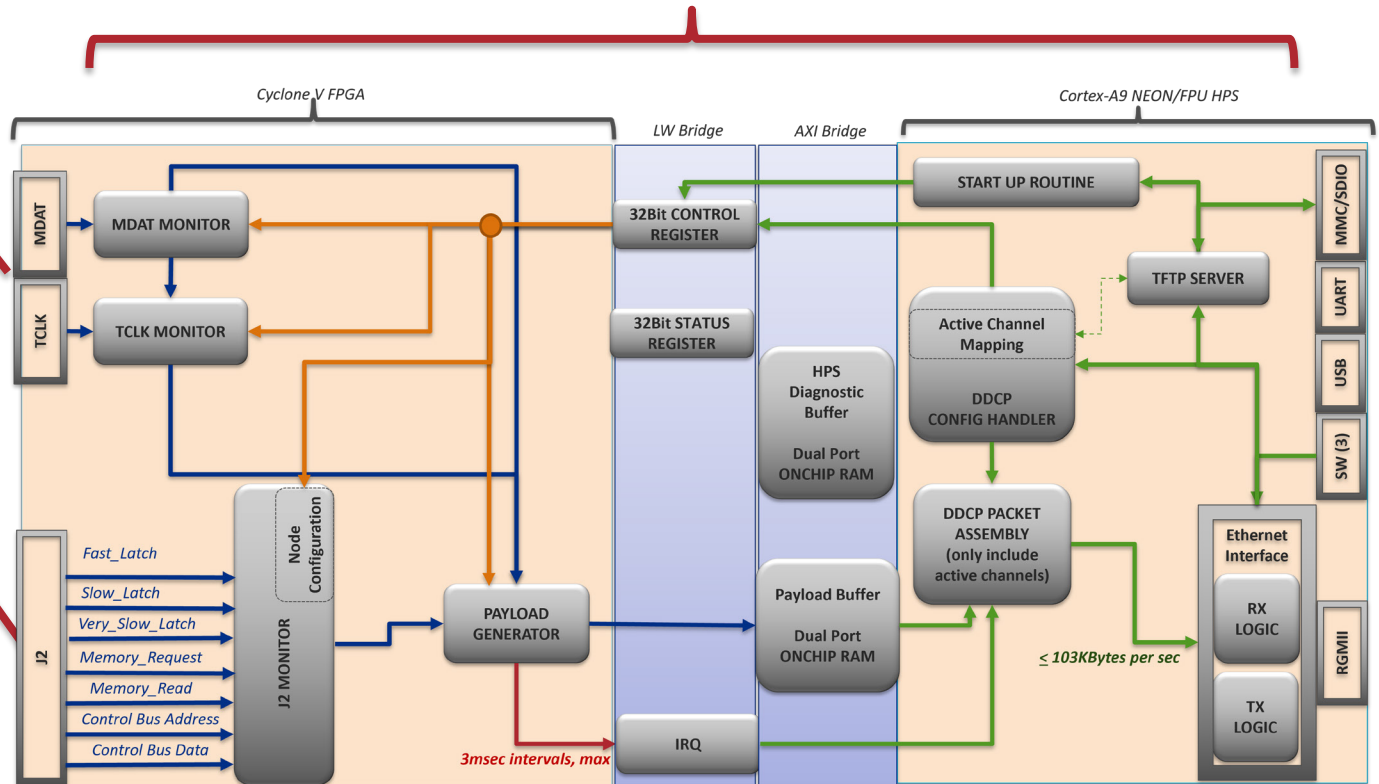 Cyclone V FPGA
Cortex-A9 NEON/FPU HPS
LW Bridge
AXI Bridge
MDAT
MDAT MONITOR
TCLK
TCLK MONITOR
32Bit CONTROL
REGISTER
32Bit STATUS
REGISTER
START UP ROUTINE
MMC/SDIO
TFTP SERVER
UART
USB
SW (3)
Active Channel
Mapping
DDCP
CONFIG HANDLER
HPS
Diagnostic
Buffer
Dual Port
ONCHIP RAM
DDCP PACKET
ASSEMBLY
(only include
active channels)
Ethernet
Interface
RX
LOGIC
TX
LOGIC
RGMII
J2
Fast_Latch
Slow_Latch
Very_Slow_Latch
Memory_Request
Memory_Read
Control Bus Address
Control Bus Data
Node
Configuration
J2 MONITOR
PAYLOAD
GENERATOR
Payload Buffer
Dual Port
ONCHIP RAM
≤ 103KBytes per sec
3msec intervals, max
IRQ